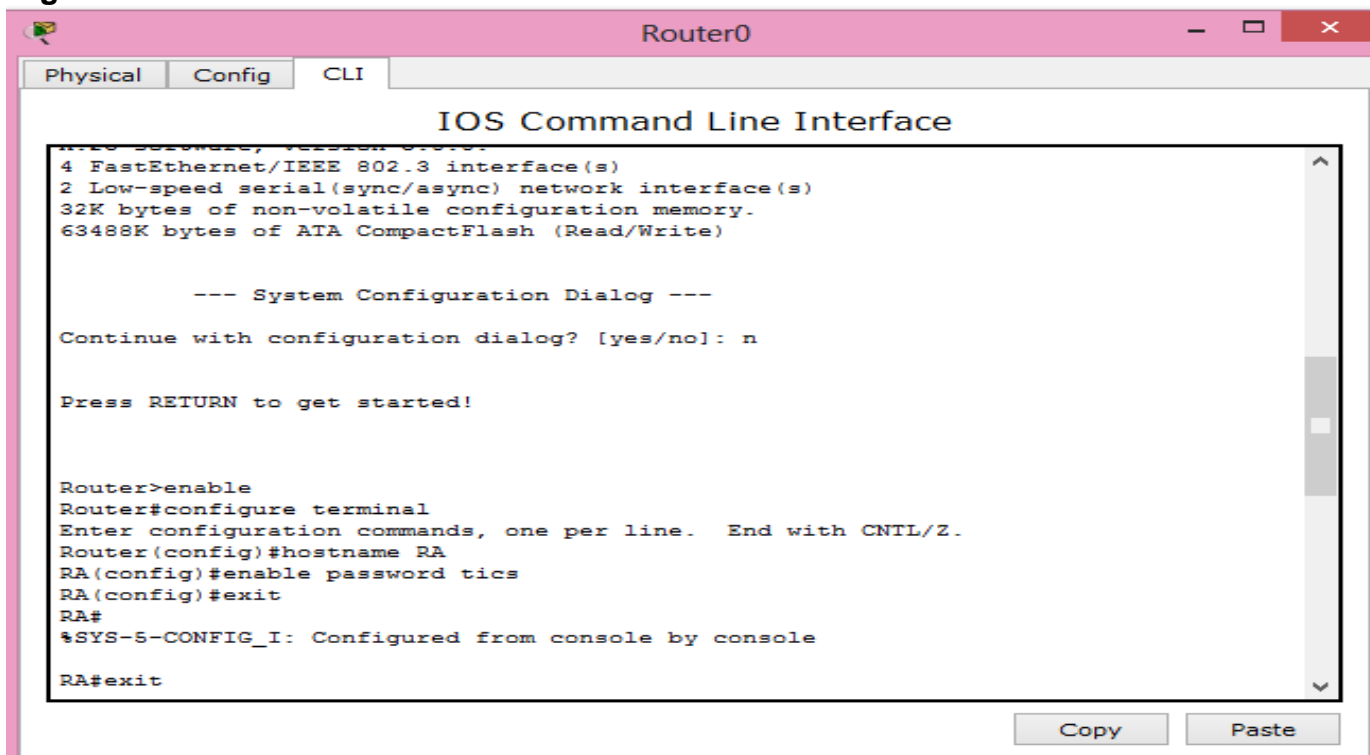 Router0
Physical Config CLI
IOS Command Line Interface
4 FastEthernet/IEEE 802.3 interface(s)
2 Low-speed serial(sync/async) network interface(s)
32K bytes of non-volatile configuration memory.
63488K bytes of ATA CompactFlash (Read/Write)
--- System Configuration Dialog ---
Continue with configuration dialog? [yes/no]: n
Press RETURN to get started!
Router>enable
Router#configure terminal
Enter configuration commands, one per line.  End with CNTL/Z.
Router(config)#hostname RA
RA(config)#enable password tics
RA(config)#exit
RA#
%SYS-5-CONFIG_I: Configured from console by console
RA#exit
Copy Paste